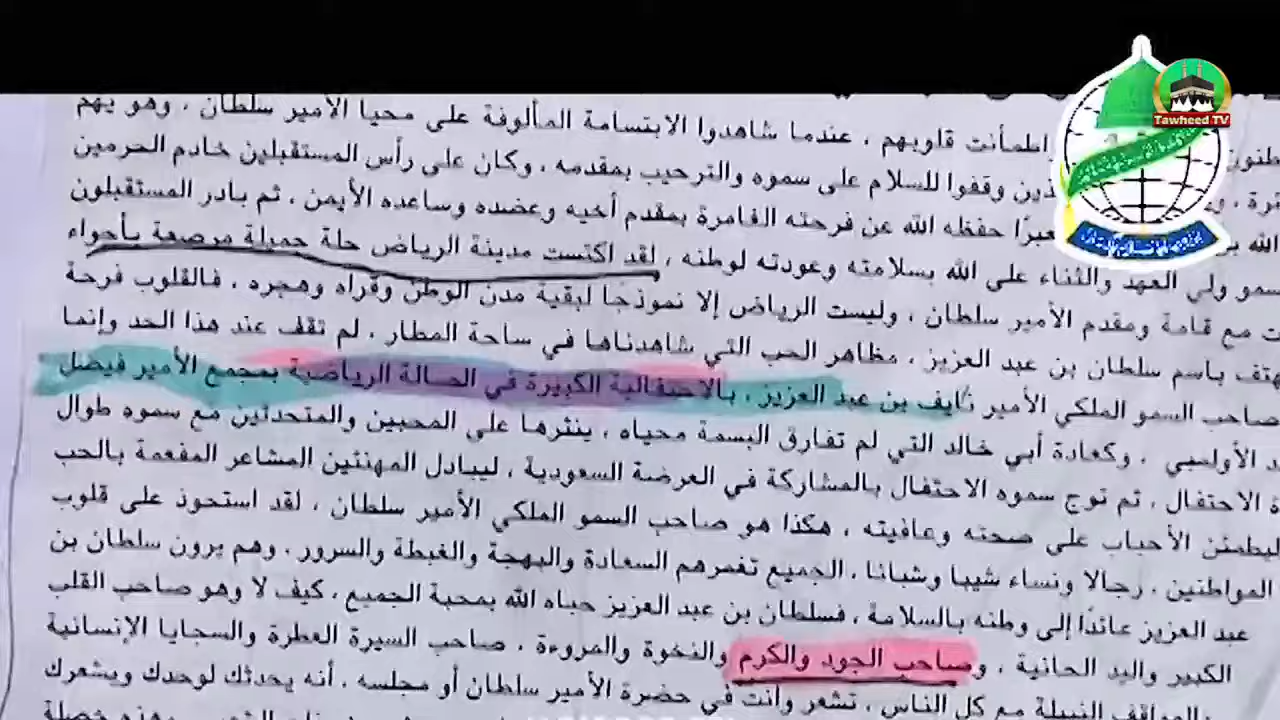 Tawheed TV
اطمأنت قلوبهم ، عندما شاهدوا الابتسامة المألوفة على محيا الأمير سلطان ، وهو يهم
ذين وقفوا للسلام على سموه والترحيب بمقدمه ، وكان على رأس المستقبلين خادم الحرمين
عبرًا حفظه الله عن فرحته الغامرة بمقدم أخيه وعضده وساعده الأيمن ، ثم بادر المستقبلون
سمو ولي العهد والثناء على الله بسلامته وعودته لوطنه ، لقد اكتست مدينة الرياض حلة جميلة مرصعة بأجواء
ت مع قامة ومقدم الأمير سلطان ، وليست الرياض إلا نموذجًا لبقية مدن الوطن وقراه وهجره ، فالقلوب فرحة
هتف باسم سلطان بن عبد العزيز ، مظاهر الحب التي شاهدناها في ساحة المطار ، لم تقف عند هذا الحد وإنما
صاحب السمو الملكي الأمير نايف بن عبد العزيز ، بالاحتفالية الكبيرة في الصالة الرياضية بمجمع الأمير فيصل
د الأولمبي ، وكعادة أبي خالد التي لم تفارق البسمة محياه ، ينثرها على المحبين والمتحدثين مع سموه طوال
ة الاحتفال ، ثم توج سموه الاحتفال بالمشاركة في العرضة السعودية ، ليبادل المهنئين المشاعر المفعمة بالحب
ليطمئن الأحباب على صحته وعافيته ، هكذا هو صاحب السمو الملكي الأمير سلطان ، لقد استحوذ على قلوب
المواطنين ، رجالا ونساء شيبا وشبانا ، الجميع تغمرهم السعادة والبهجة والغبطة والسرور ، وهم يرون سلطان بن
عبد العزيز عائدًا إلى وطنه بالسلامة ، فسلطان بن عبد العزيز حباه الله بمحبة الجميع ، كيف لا وهو صاحب القلب
الكبير واليد الحانية ، وصاحب الجود والكرم والنخوة والمروءة ، صاحب السيرة العطرة والسجايا الإنسانية
والمواقف النبيلة مع كل الناس ، تشعر وأنت في حضرة الأمير سلطان أو مجلسه ، أنه يحدثك لوحدك ويشعرك